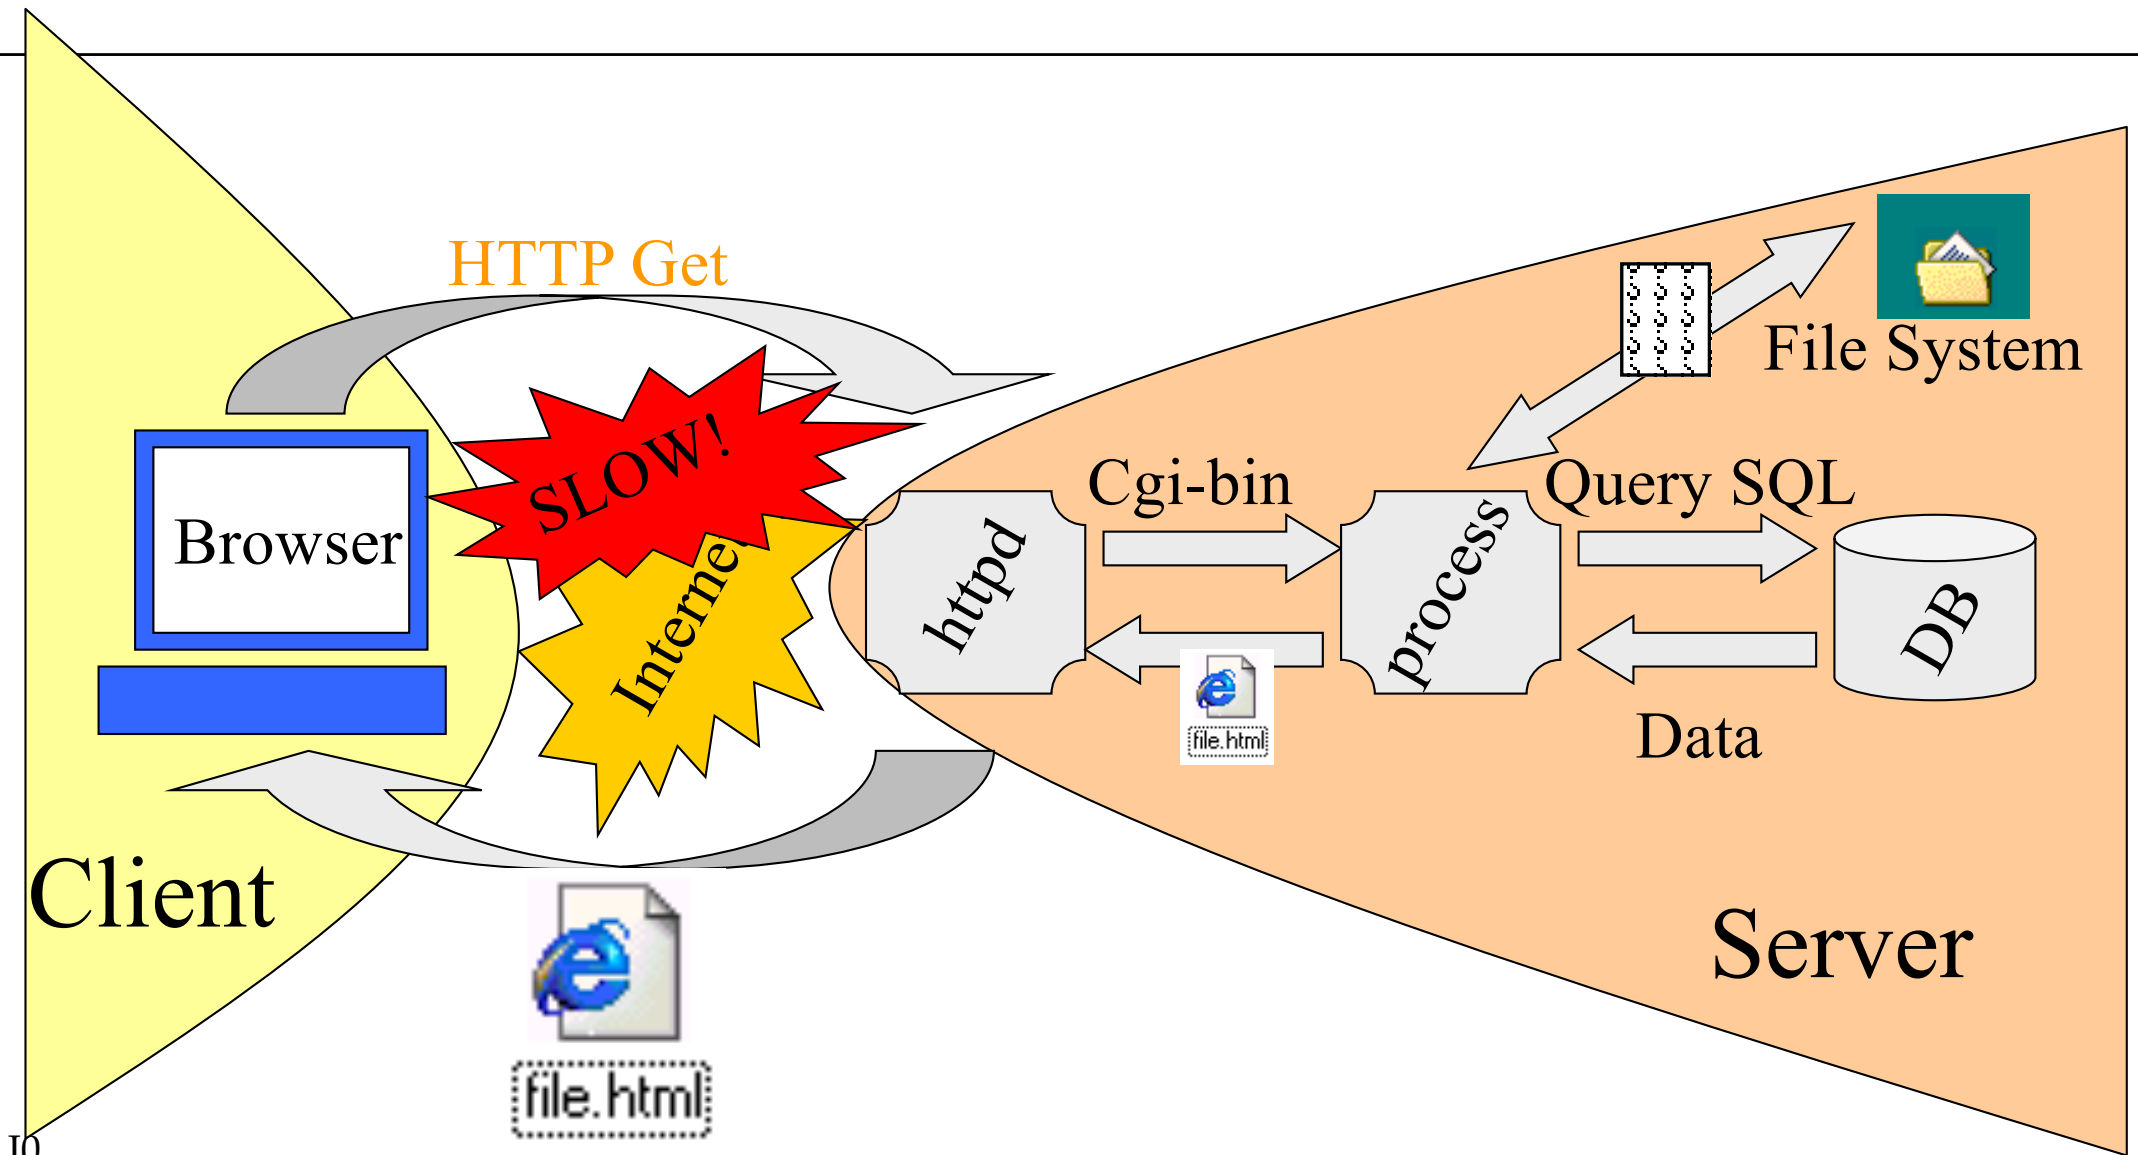 HTTP Get
File System
SLOW!
Cgi-bin
Query SQL
Browser
httpd
process
DB
Data
file.html
Client
Server
file.html